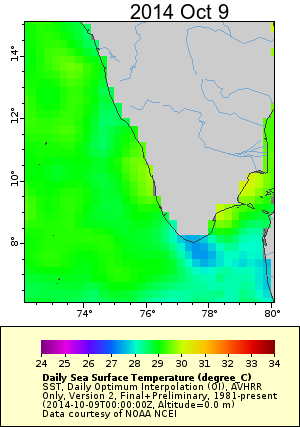 2014 Oct 9
14°
12°
10°
8°
74°
76°
78°
80°
24 25 26 27 28 29 30 31 32 33 34
Daily Sea Surface Temperature (degree_C)
SST, Daily Optimum Interpolation (OI), AVHRR
Only, Version 2, Final+Preliminary, 1981-present
(2014-10-09T00:00:00Z, Altitude=0.0 m)
Data courtesy of NOAA NCEI